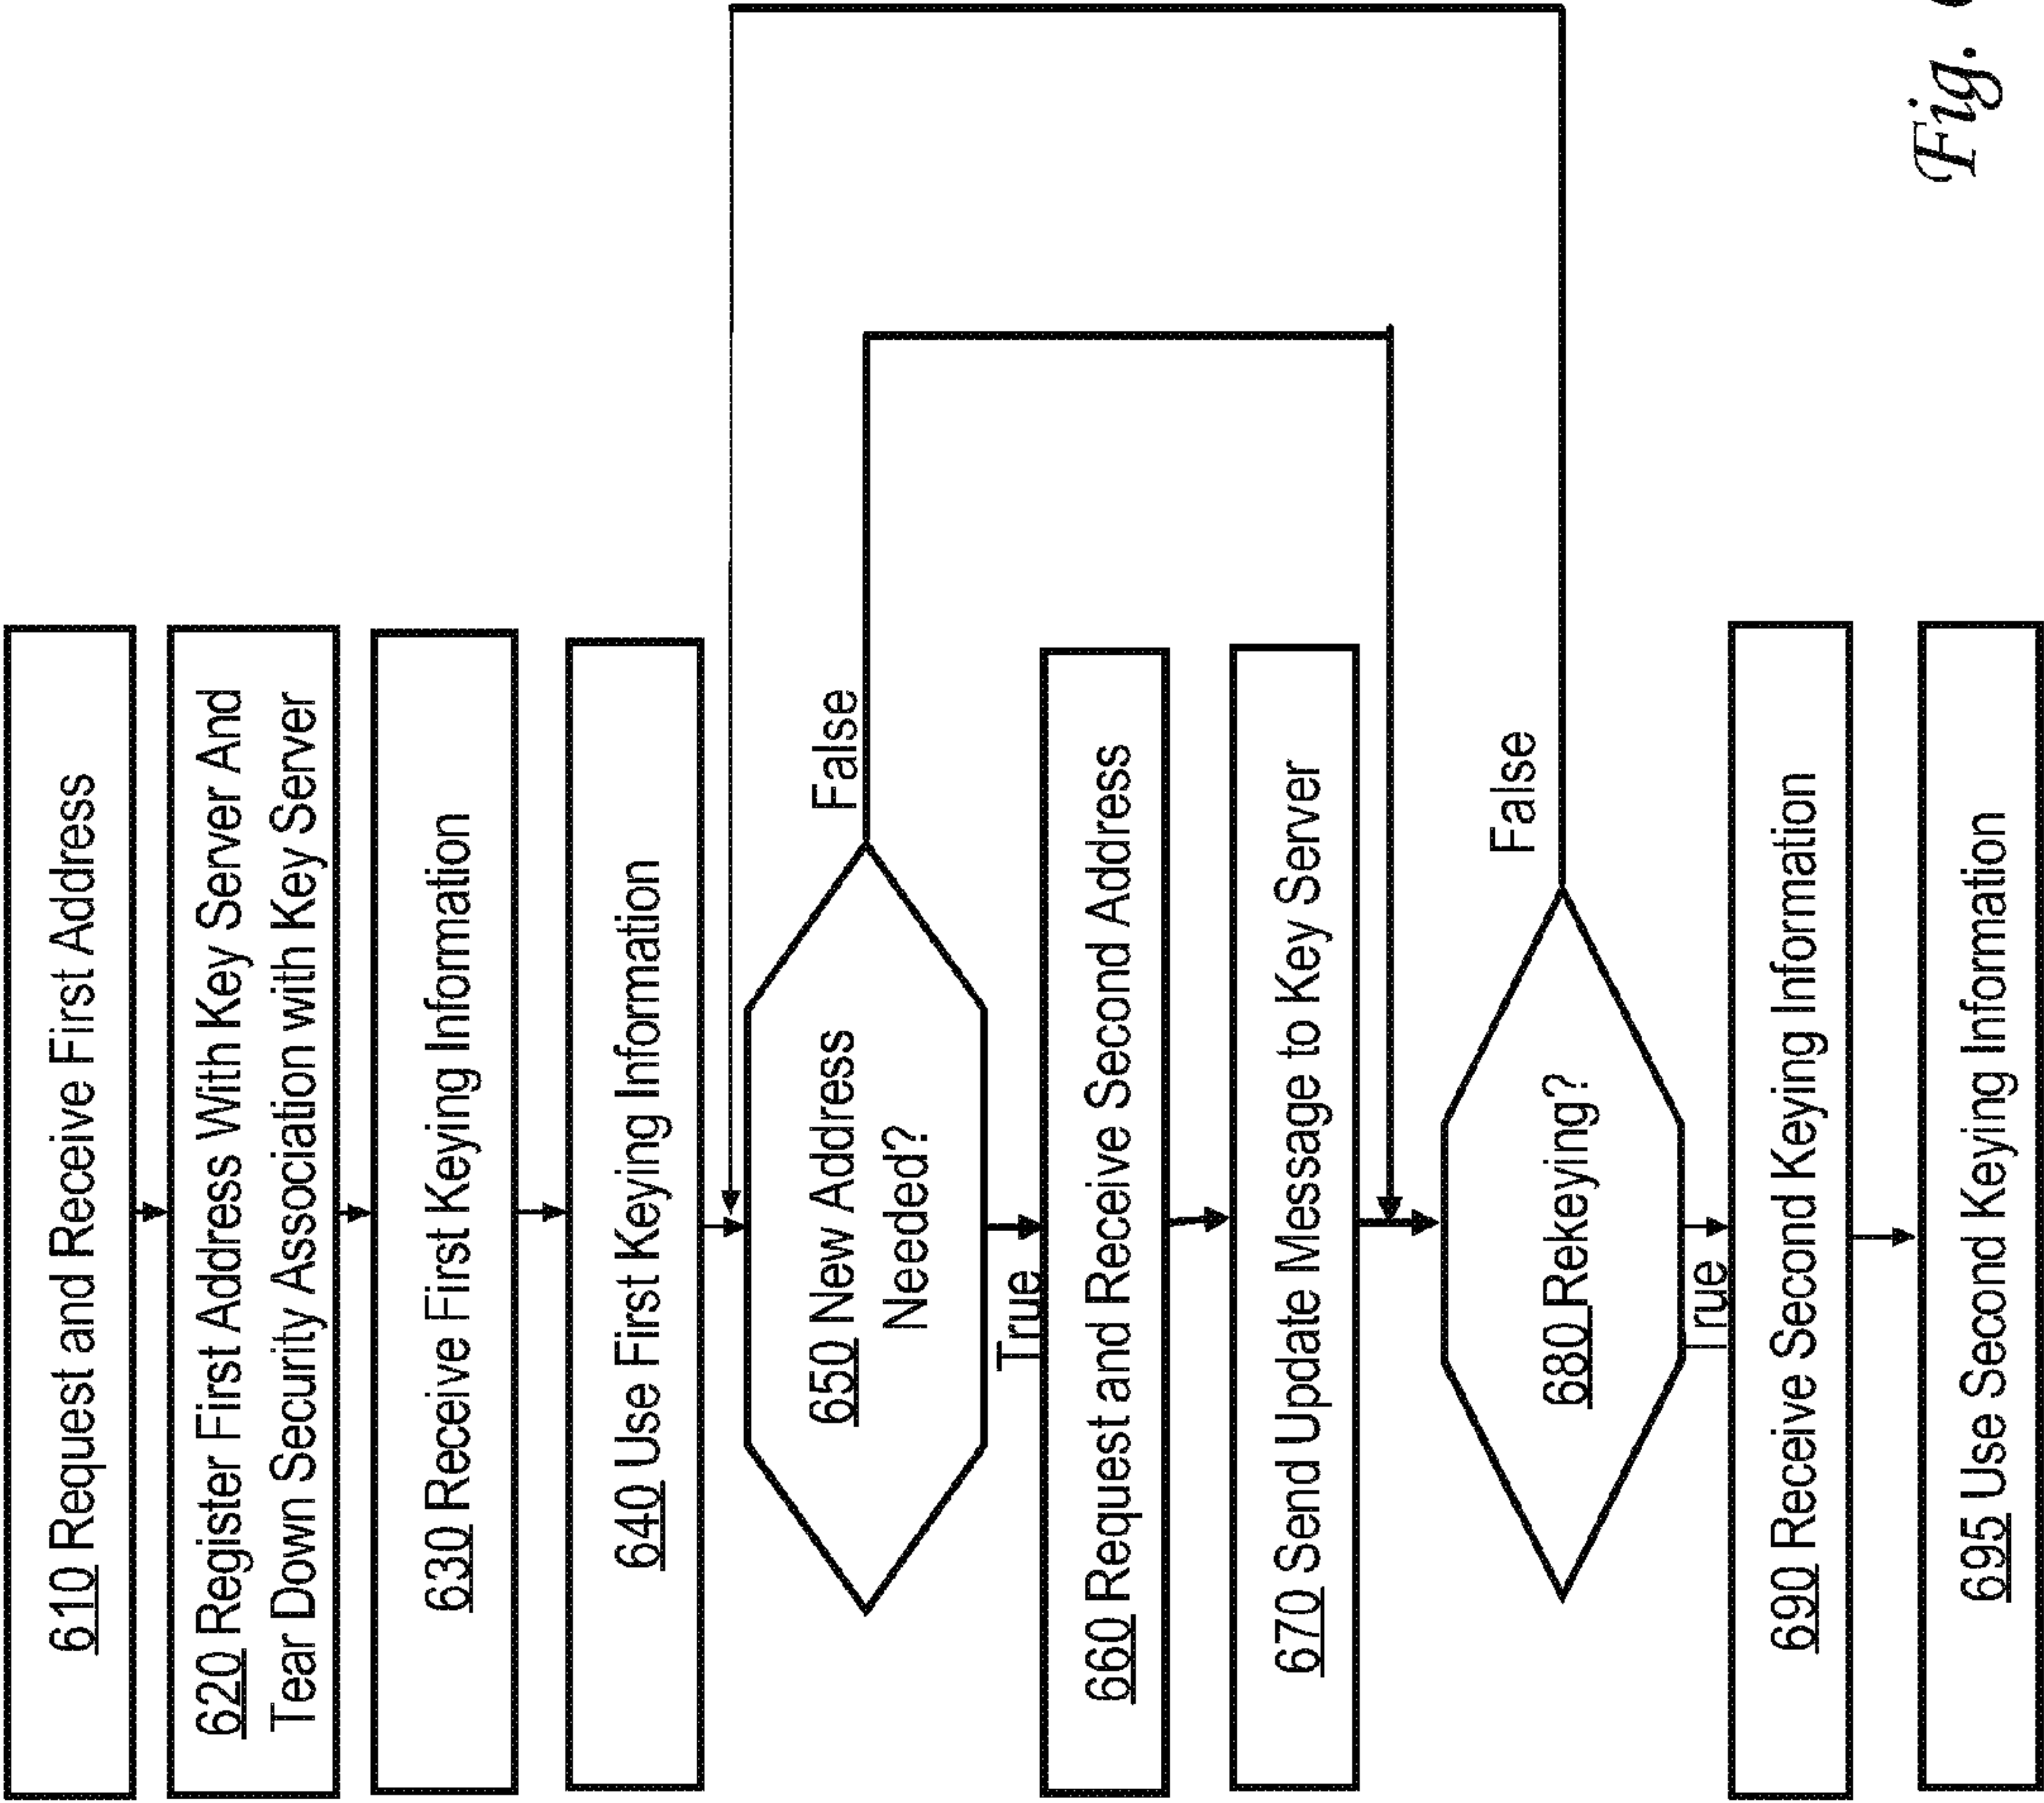 610 Request and Receive First Address
620 Register First Address With Key Server And
Tear Down Security Association with Key Server
630 Receive First Keying Information
640 Use First Keying Information
650 New Address
Needed?
False
True
660 Request and Receive Second Address
670 Send Update Message to Key Server
680 Rekeying?
False
True
690 Receive Second Keying Information
695 Use Second Keying Information
Fig.